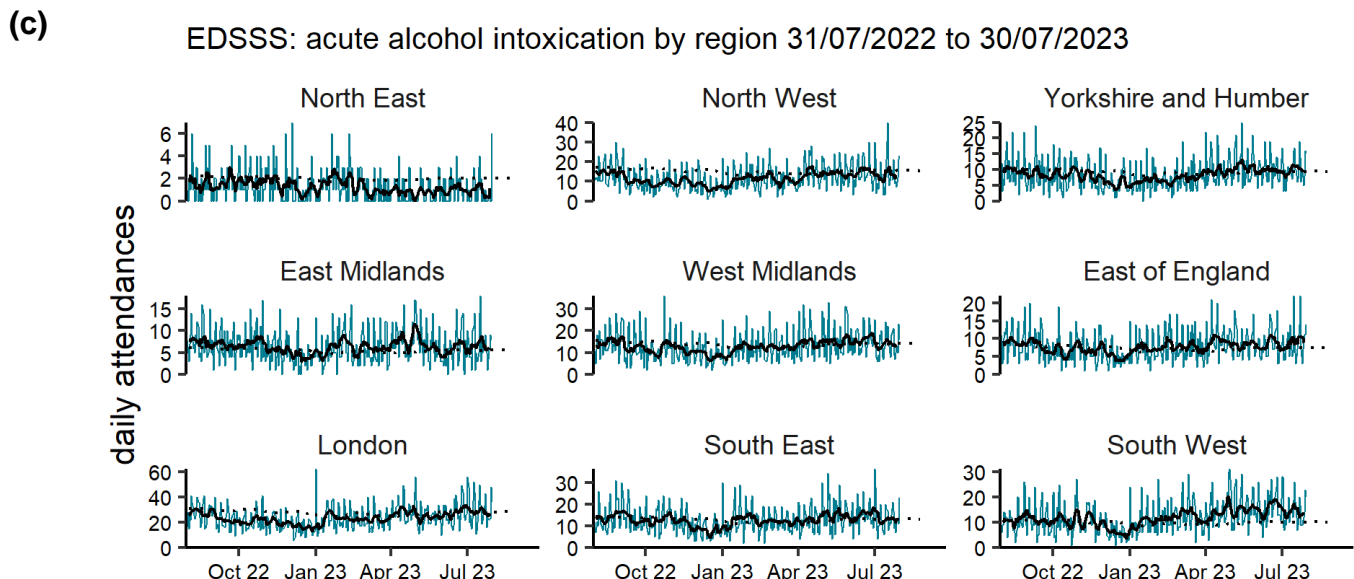 (c)
EDSSS: acute alcohol intoxication by region 31/07/2022 to 30/07/2023
daily attendances
North East
6
4
2
0
North West
40
30
20
10
0
Yorkshire and Humber
25
20
15
10
5
0
East Midlands
15
10
5
0
West Midlands
30
20
10
0
East of England
20
15
10
5
0
London
60
40
20
0
Oct 22 Jan 23 Apr 23 Jul 23
South East
30
20
10
0
Oct 22 Jan 23 Apr 23 Jul 23
South West
30
20
10
0
Oct 22 Jan 23 Apr 23 Jul 23